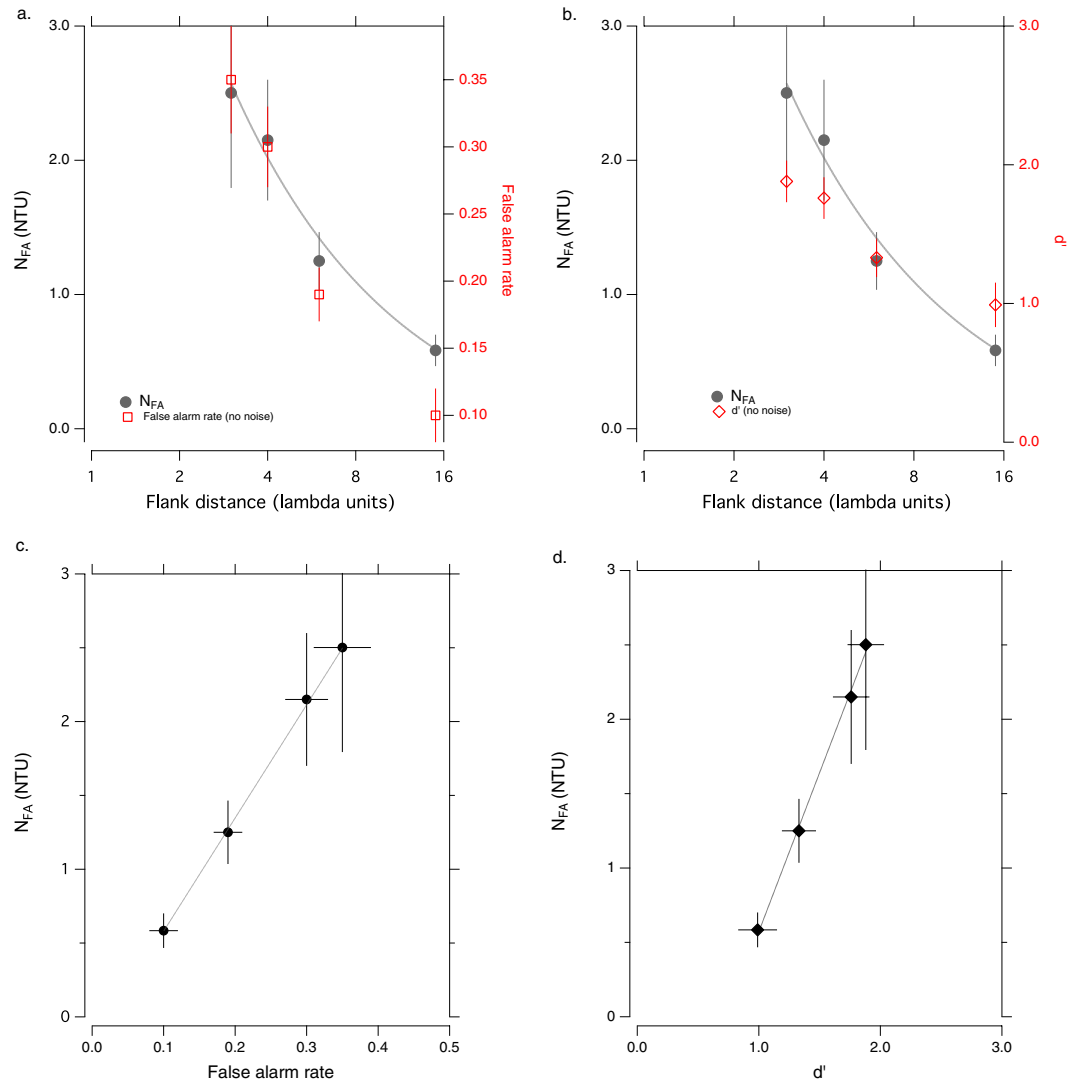 a.
3.0
2.0
1.0
0.0
N_FA (NTU)
0.35
0.30
0.25
0.20
0.15
0.10
False alarm rate
N_FA
False alarm rate (no noise)
1 2 4 8 16
Flank distance (lambda units)
b.
3.0
2.0
1.0
0.0
N_FA (NTU)
3.0
2.0
1.0
0.0
d'
N_FA
d' (no noise)
1 2 4 8 16
Flank distance (lambda units)
c.
3
2
1
0
N_FA (NTU)
0.0 0.1 0.2 0.3 0.4 0.5
False alarm rate
d.
3
2
1
0
N_FA (NTU)
0.0 1.0 2.0 3.0
d'